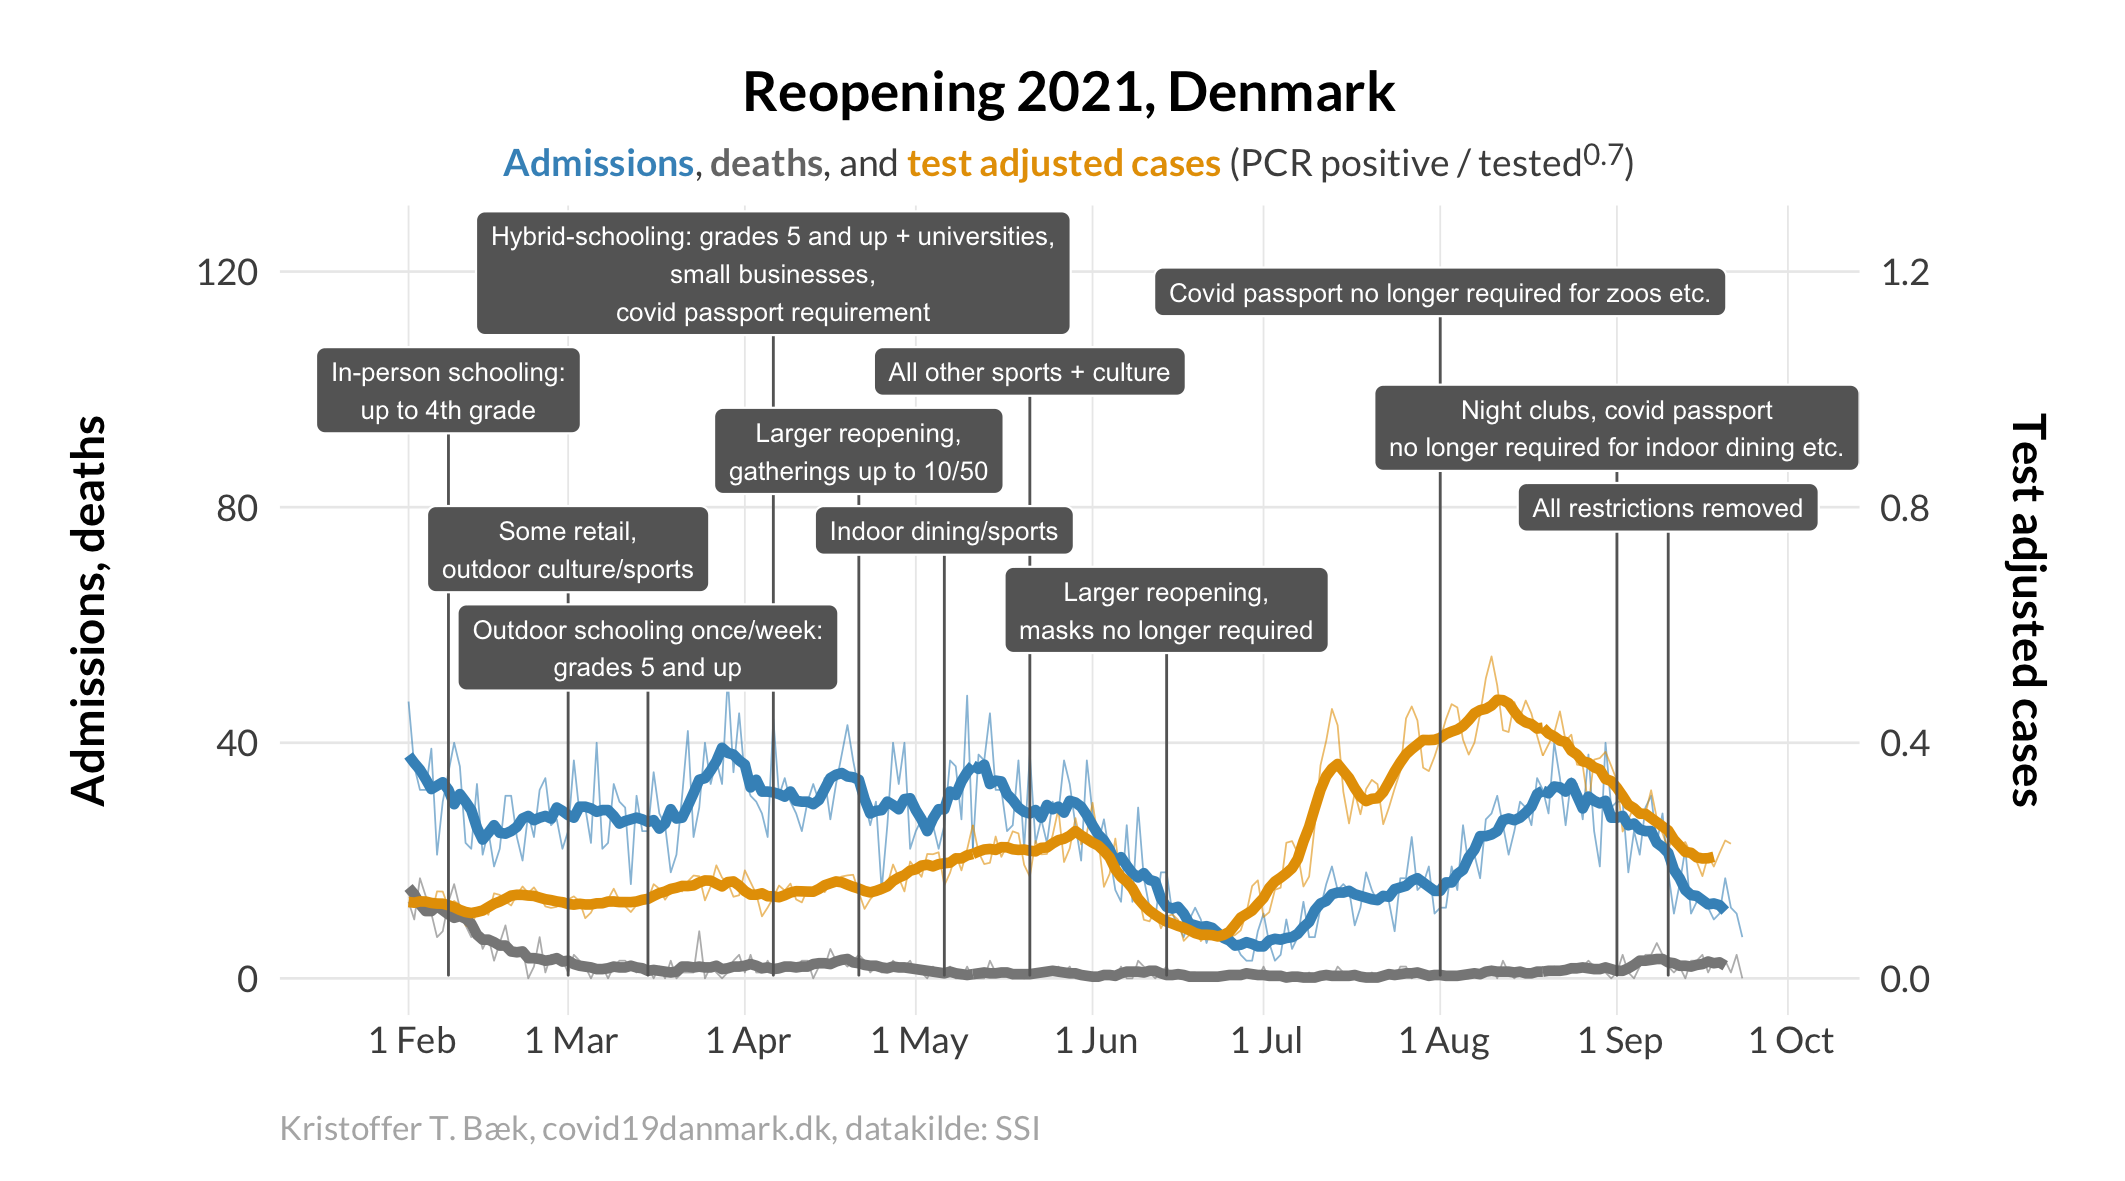 Reopening 2021, Denmark
Admissions, deaths, and test adjusted cases (PCR positive / tested^0.7)
Hybrid-schooling: grades 5 and up + universities,
small businesses,
covid passport requirement
Covid passport no longer required for zoos etc.
In-person schooling:
up to 4th grade
All other sports + culture
Night clubs, covid passport
no longer required for indoor dining etc.
Larger reopening,
gatherings up to 10/50
All restrictions removed
Some retail,
outdoor culture/sports
Indoor dining/sports
Larger reopening,
masks no longer required
Outdoor schooling once/week:
grades 5 and up
Admissions, deaths
120
80
40
0
Test adjusted cases
1.2
0.8
0.4
0.0
1 Feb 1 Mar 1 Apr 1 May 1 Jun 1 Jul 1 Aug 1 Sep 1 Oct
Kristoffer T. Bæk, covid19danmark.dk, datakilde: SSI